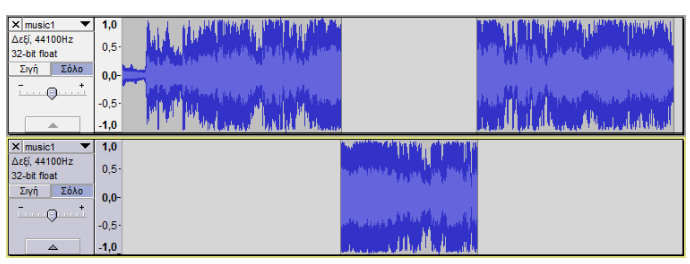 music1
1,0
Δεξί, 44100Hz
32-bit float
0,5
Σιγή Σόλο
0,0
- +
-0,5
-1,0
music1
1,0
Δεξί, 44100Hz
32-bit float
0,5
Σιγή Σόλο
0,0
- +
-0,5
-1,0